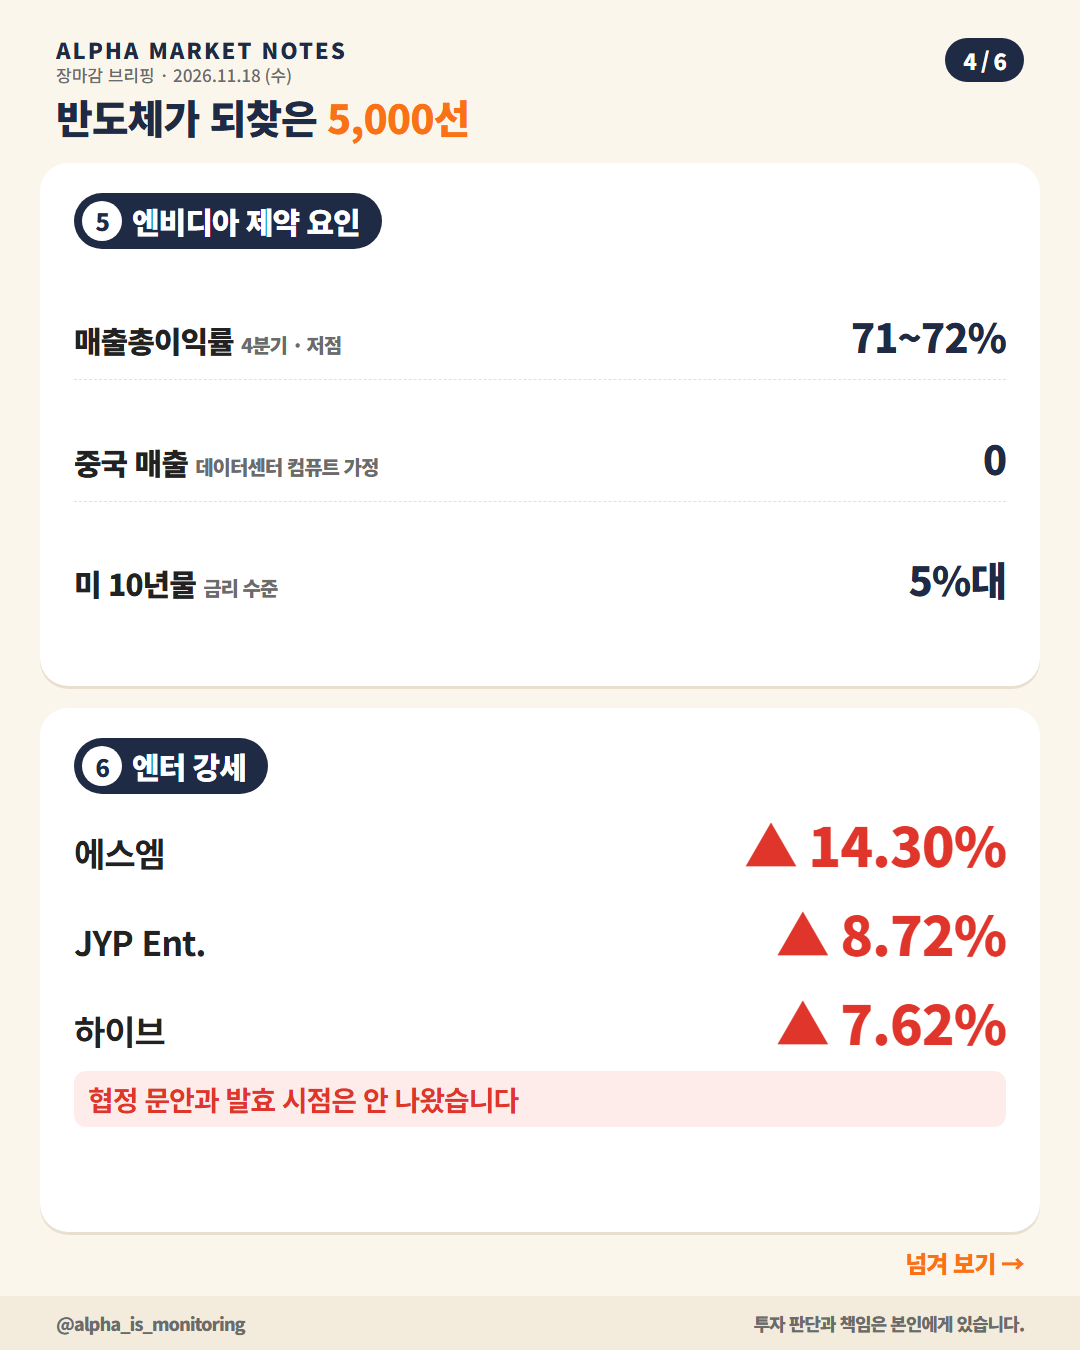 ALPHA MARKET NOTES
장마감 브리핑 · 2026.11.18 (수)
4 / 6
반도체가 되찾은 5,000선
5 엔비디아 제약 요인
매출총이익률 4분기 · 저점 71~72%
중국 매출 데이터센터 컴퓨트 가정 0
미 10년물 금리 수준 5%대
6 엔터 강세
에스엠 ▲ 14.30%
JYP Ent. ▲ 8.72%
하이브 ▲ 7.62%
협정 문안과 발효 시점은 안 나왔습니다
넘겨 보기 →
@alpha_is_monitoring 투자 판단과 책임은 본인에게 있습니다.